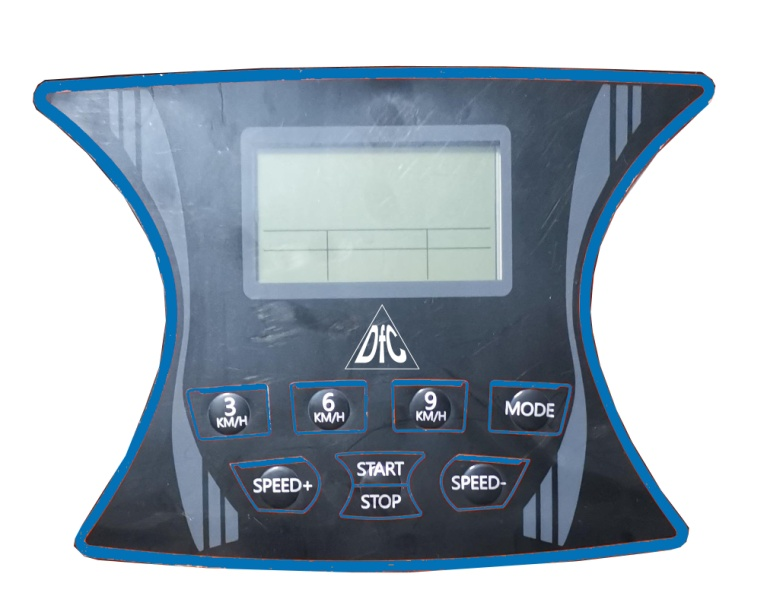 DfC
3
KM/H
6
KM/H
9
KM/H
MODE
SPEED+
START
STOP
SPEED-